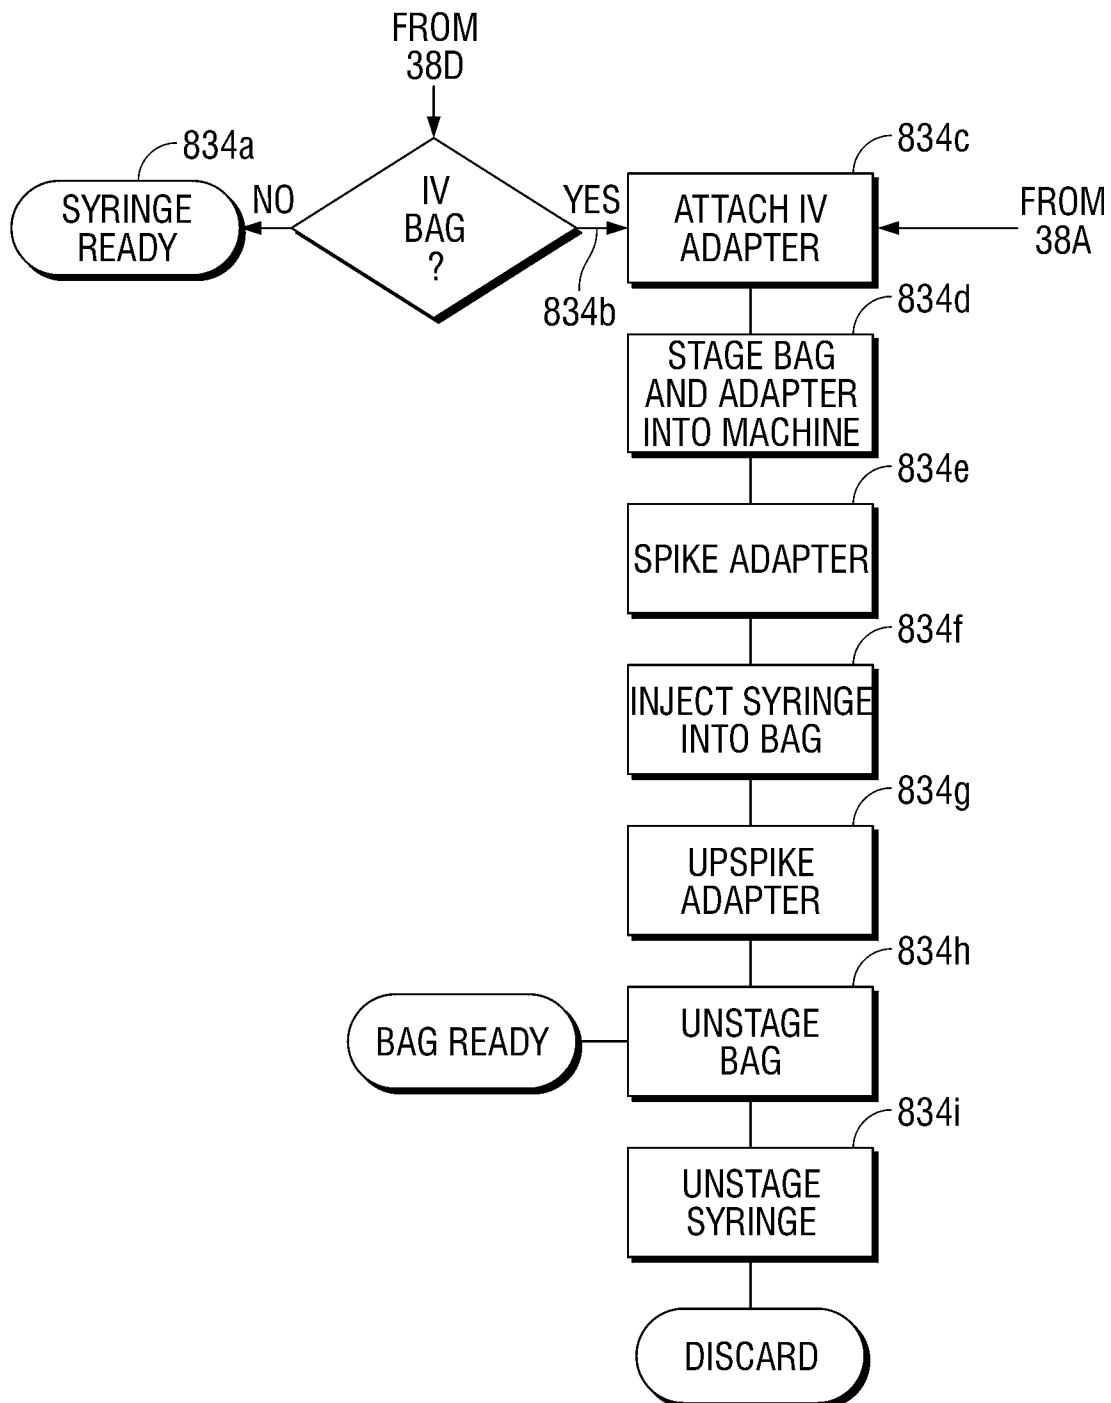 FROM
38D
834a
834c
SYRINGE
READY
NO
IV
BAG
?
YES
ATTACH IV
ADAPTER
FROM
38A
834b
834d
STAGE BAG
AND ADAPTER
INTO MACHINE
834e
SPIKE ADAPTER
834f
INJECT SYRINGE
INTO BAG
834g
UPSPIKE
ADAPTER
834h
BAG READY
UNSTAGE
BAG
834i
UNSTAGE
SYRINGE
DISCARD